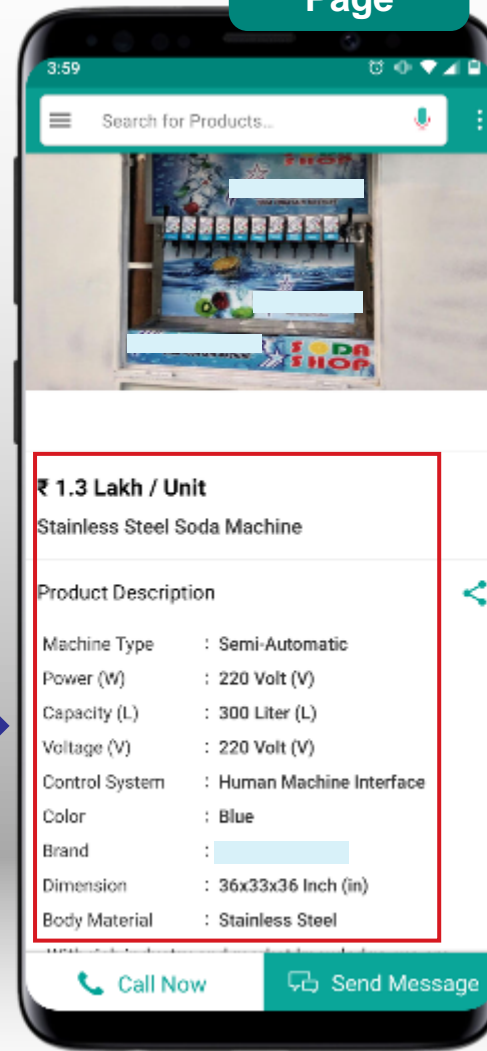 Page
3:59
Search for Products...
SHOP
SODA
SHOP
₹ 1.3 Lakh / Unit
Stainless Steel Soda Machine
Product Description
Machine Type : Semi-Automatic
Power (W) : 220 Volt (V)
Capacity (L) : 300 Liter (L)
Voltage (V) : 220 Volt (V)
Control System : Human Machine Interface
Color : Blue
Brand :
Dimension : 36x33x36 Inch (in)
Body Material : Stainless Steel
Call Now
Send Message